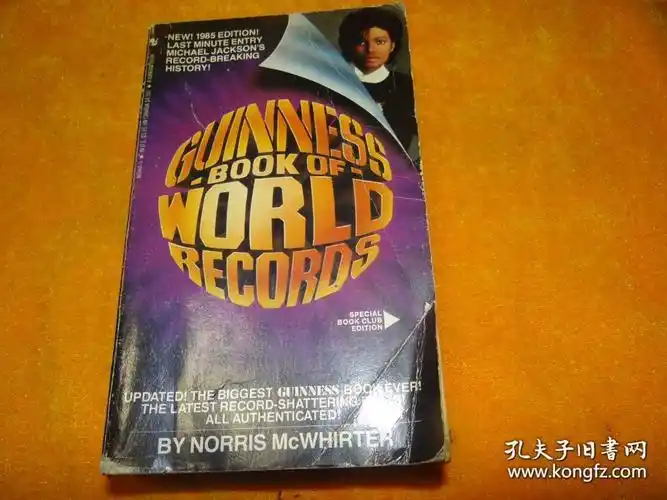 NEW! 1985 EDITION!
LAST MINUTE ENTRY
MICHAEL JACKSON'S
RECORD-BREAKING
HISTORY!
GUINNESS
-BOOK OF-
WORLD
RECORDS
SPECIAL
BOOK CLUB
EDITION
UPDATED! THE BIGGEST GUINNESS BOOK EVER!
THE LATEST RECORD-SHATTERING
ALL AUTHENTICATED!
BY NORRIS McWHIRTER
孔夫子旧书网
www.kongfz.com